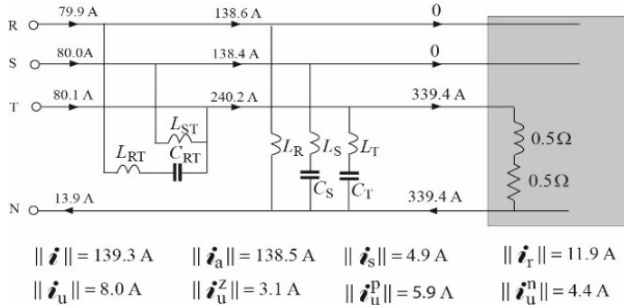 79.9 A 138.6 A 0
R
80.0A 138.4 A 0
S
80.1 A 240.2 A 339.4 A
T
L_ST
L_RT C_RT
L_R L_S L_T
C_S C_T
0.5Ω
0.5Ω
13.9 A 339.4 A
N
|| i || = 139.3 A || i_a || = 138.5 A || i_s || = 4.9 A || i_r || = 11.9 A
|| i_u || = 8.0 A || i_u^z || = 3.1 A || i_u^p || = 5.9 A || i_u^n || = 4.4 A